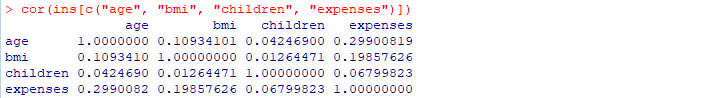 > cor(ins[c("age", "bmi", "children", "expenses")])
age bmi children expenses
age 1.0000000 0.10934101 0.04246900 0.29900819
bmi 0.1093410 1.00000000 0.01264471 0.19857626
children 0.0424690 0.01264471 1.00000000 0.06799823
expenses 0.2990082 0.19857626 0.06799823 1.00000000